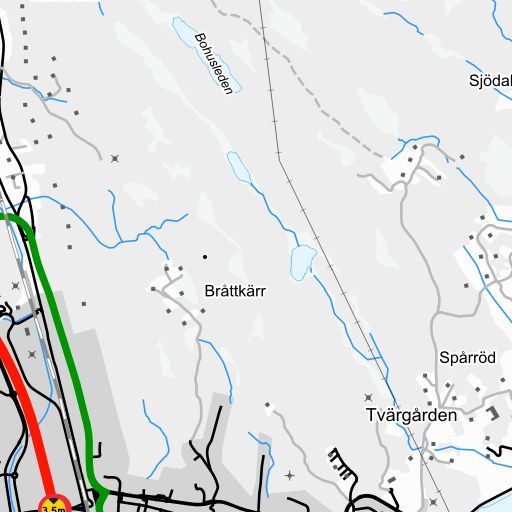 Bohusleden
Sjödal
Bråttkärr
Spårröd
Tvärgården
3.5m